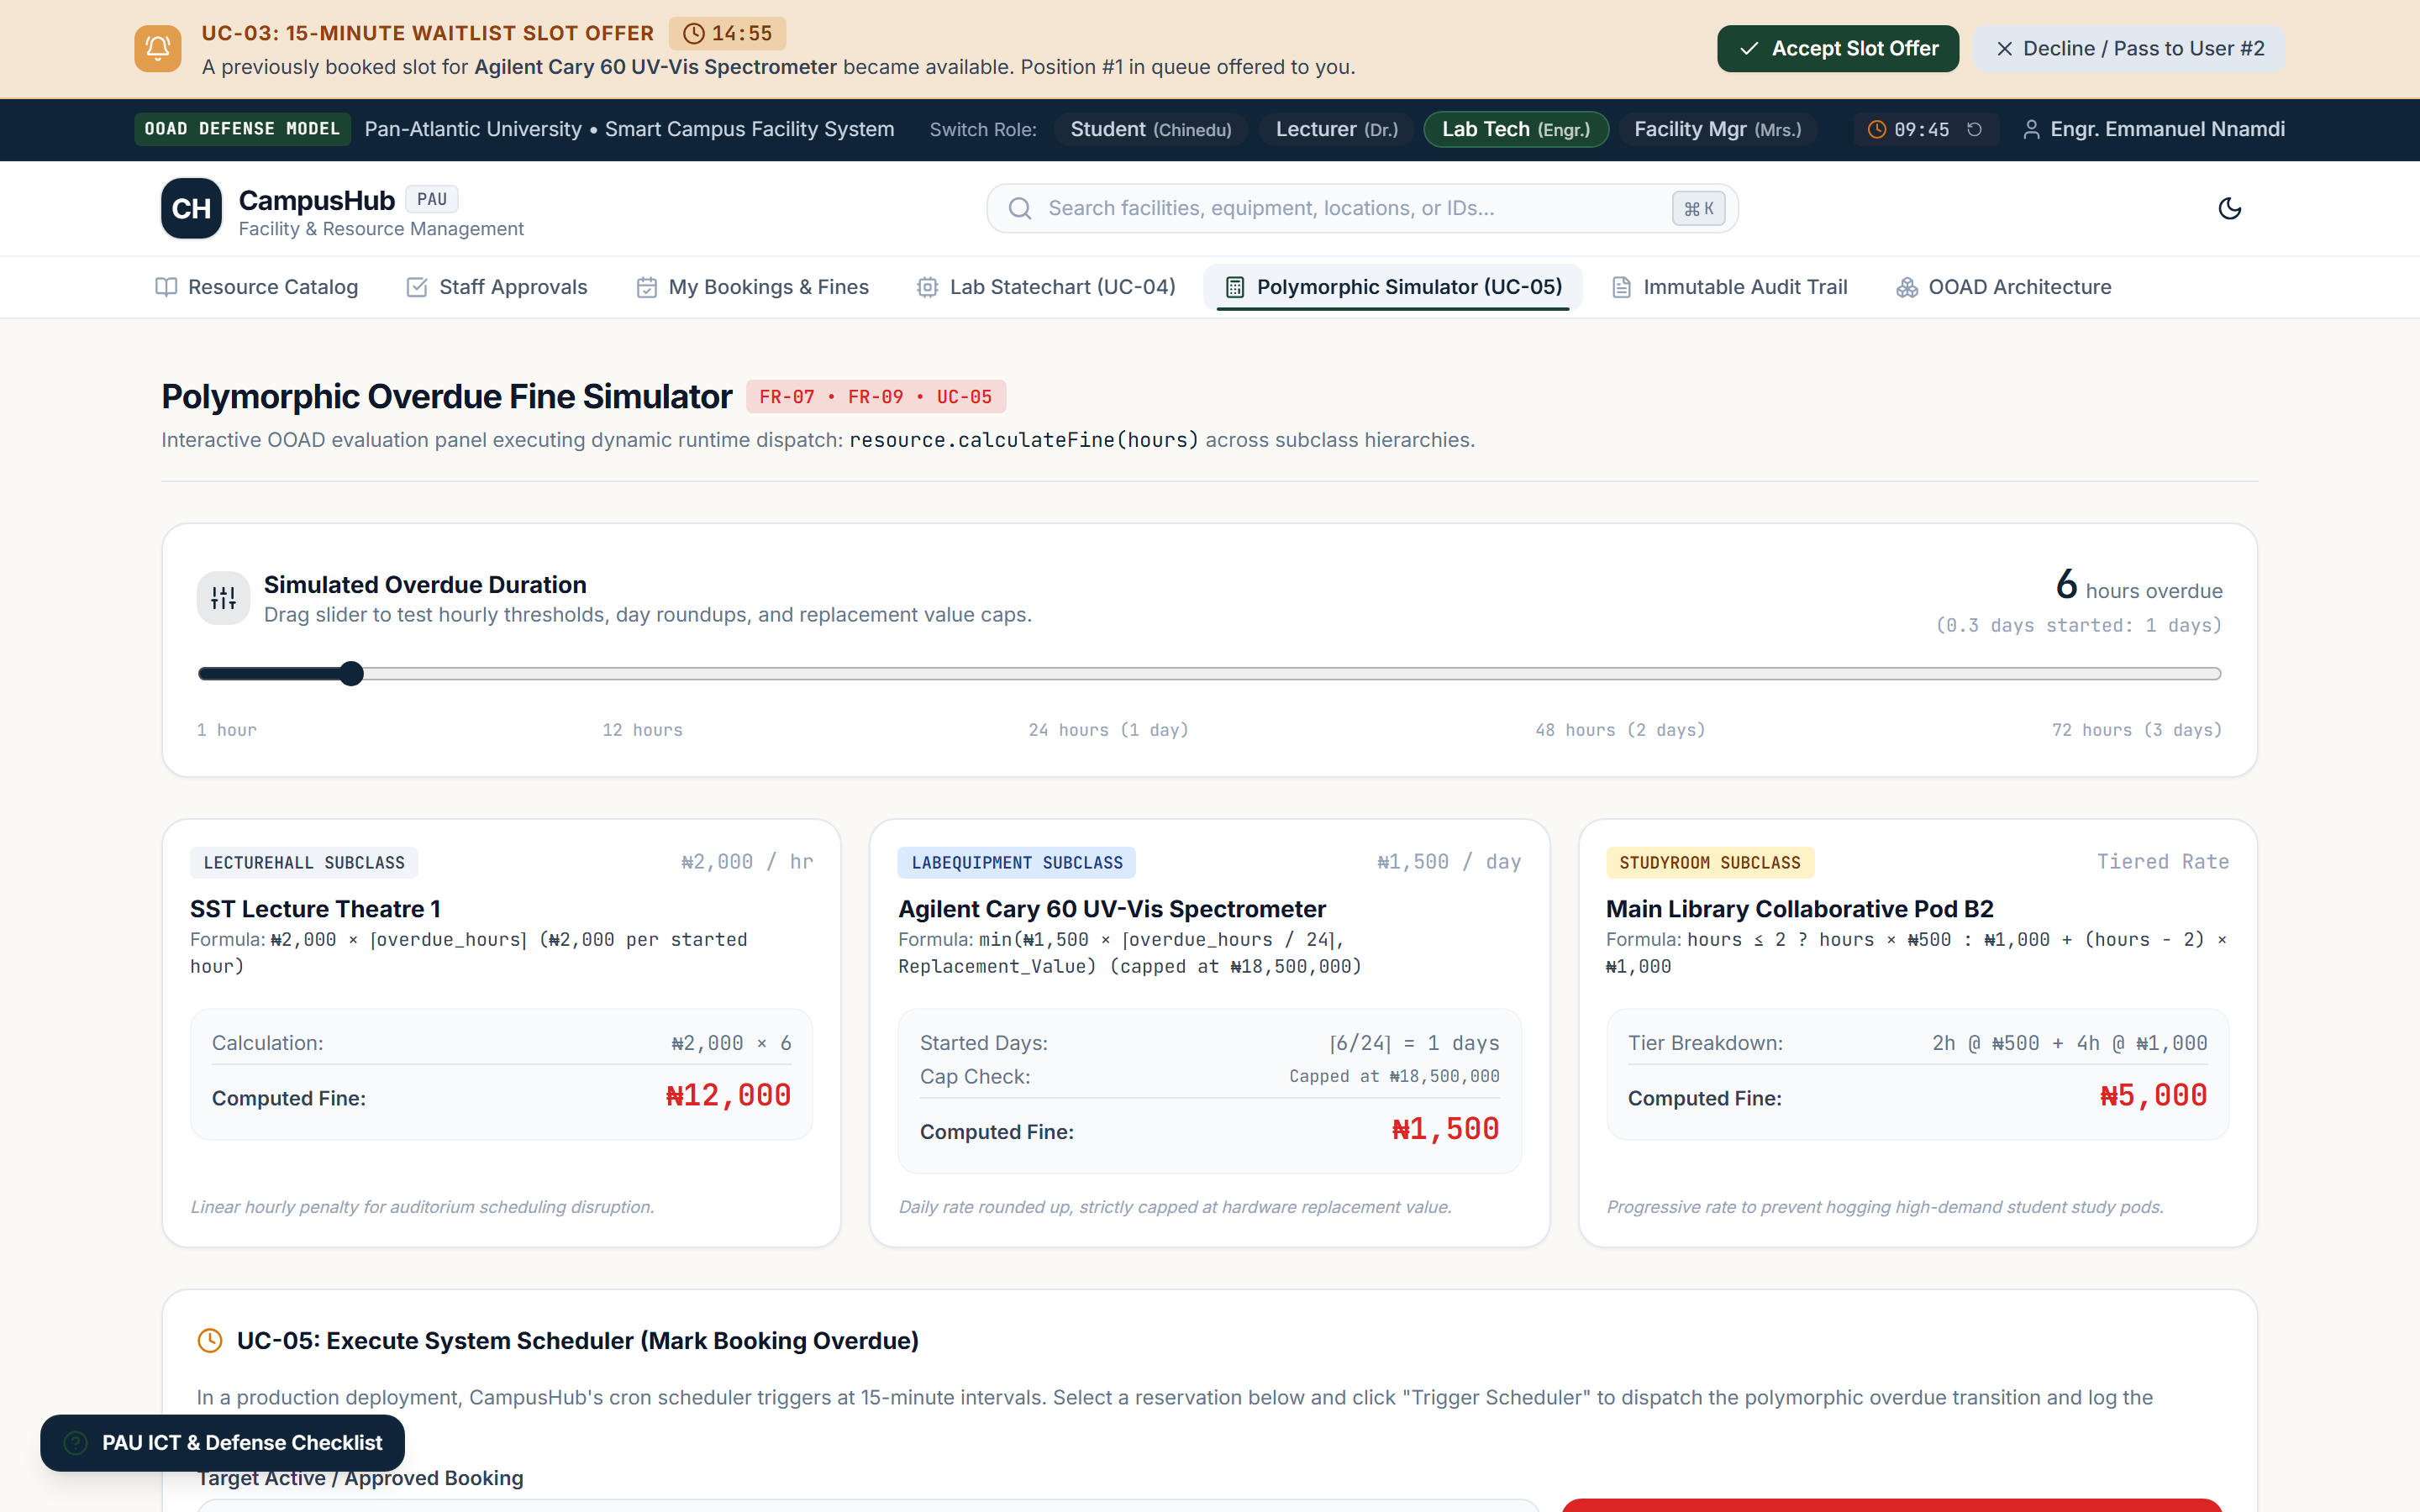 UC-03: 15-MINUTE WAITLIST SLOT OFFER 14:55
A previously booked slot for Agilent Cary 60 UV-Vis Spectrometer became available. Position #1 in queue offered to you.
Accept Slot Offer
Decline / Pass to User #2
OOAD DEFENSE MODEL Pan-Atlantic University • Smart Campus Facility System Switch Role: Student (Chinedu) Lecturer (Dr.) Lab Tech (Engr.) Facility Mgr (Mrs.) 09:45 Engr. Emmanuel Nnamdi
CH
CampusHub PAU
Facility & Resource Management
Search facilities, equipment, locations, or IDs... ⌘K
Resource Catalog Staff Approvals My Bookings & Fines Lab Statechart (UC-04) Polymorphic Simulator (UC-05) Immutable Audit Trail OOAD Architecture
Polymorphic Overdue Fine Simulator FR-07 • FR-09 • UC-05
Interactive OOAD evaluation panel executing dynamic runtime dispatch: resource.calculateFine(hours) across subclass hierarchies.
Simulated Overdue Duration
Drag slider to test hourly thresholds, day roundups, and replacement value caps.
6 hours overdue
(0.3 days started: 1 days)
1 hour 12 hours 24 hours (1 day) 48 hours (2 days) 72 hours (3 days)
LECTUREHALL SUBCLASS ₦2,000 / hr
SST Lecture Theatre 1
Formula: ₦2,000 × ⌈overdue_hours⌉ (₦2,000 per started
hour)
Calculation: ₦2,000 × 6
Computed Fine: ₦12,000
Linear hourly penalty for auditorium scheduling disruption.
LABEQUIPMENT SUBCLASS ₦1,500 / day
Agilent Cary 60 UV-Vis Spectrometer
Formula: min(₦1,500 × ⌈overdue_hours / 24⌉,
Replacement_Value) (capped at ₦18,500,000)
Started Days: ⌈6/24⌉ = 1 days
Cap Check: Capped at ₦18,500,000
Computed Fine: ₦1,500
Daily rate rounded up, strictly capped at hardware replacement value.
STUDYROOM SUBCLASS Tiered Rate
Main Library Collaborative Pod B2
Formula: hours ≤ 2 ? hours × ₦500 : ₦1,000 + (hours - 2) ×
₦1,000
Tier Breakdown: 2h @ ₦500 + 4h @ ₦1,000
Computed Fine: ₦5,000
Progressive rate to prevent hogging high-demand student study pods.
UC-05: Execute System Scheduler (Mark Booking Overdue)
In a production deployment, CampusHub's cron scheduler triggers at 15-minute intervals. Select a reservation below and click "Trigger Scheduler" to dispatch the polymorphic overdue transition and log the
PAU ICT & Defense Checklist
Target Active / Approved Booking